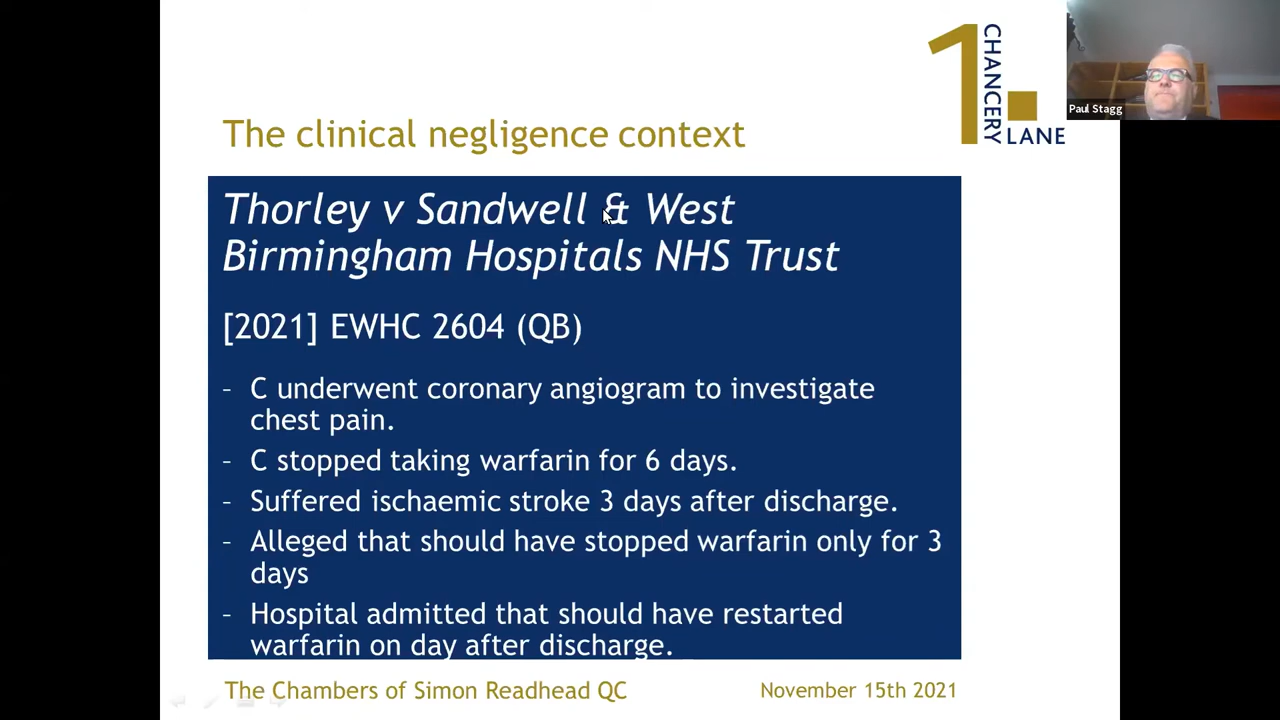 1
CHANCERY
LANE
Paul Stagg
The clinical negligence context
Thorley v Sandwell & West
Birmingham Hospitals NHS Trust
[2021] EWHC 2604 (QB)
- C underwent coronary angiogram to investigate
chest pain.
- C stopped taking warfarin for 6 days.
- Suffered ischaemic stroke 3 days after discharge.
- Alleged that should have stopped warfarin only for 3
days
- Hospital admitted that should have restarted
warfarin on day after discharge.
The Chambers of Simon Readhead QC
November 15th 2021